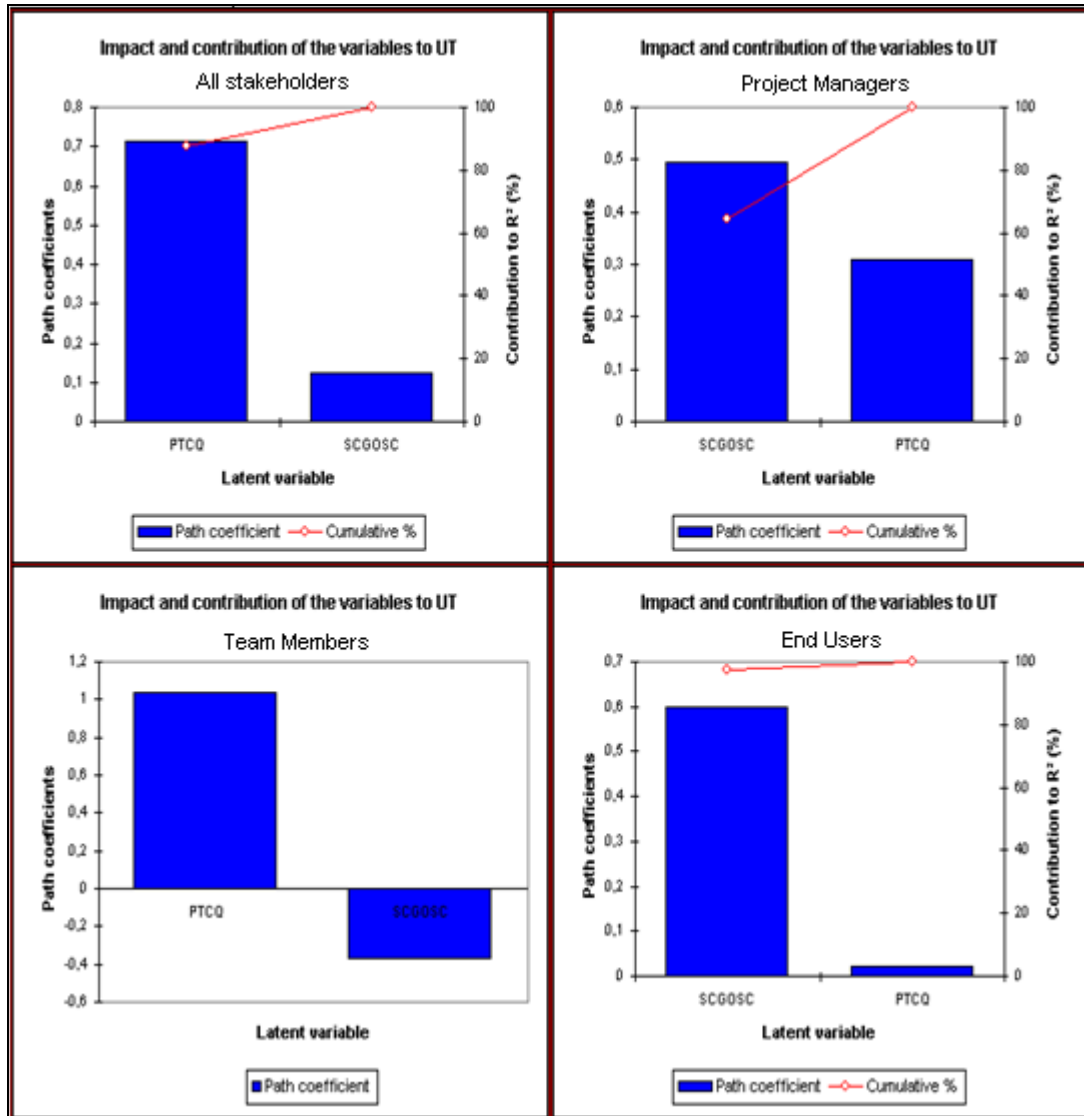 Impact and contribution of the variables to UT
All stakeholders
0,8
0,7
0,6
0,5
0,4
0,3
0,2
0,1
0
Path coefficients
100
80
60
40
20
0
Contribution to R² (%)
PTCQ SCGOSC
Latent variable
Path coefficient Cumulative %
Impact and contribution of the variables to UT
Project Managers
0,6
0,5
0,4
0,3
0,2
0,1
0
Path coefficients
100
80
60
40
20
0
Contribution to R² (%)
SCGOSC PTCQ
Latent variable
Path coefficient Cumulative %
Impact and contribution of the variables to UT
Team Members
1,2
1
0,8
0,6
0,4
0,2
0
-0,2
-0,4
-0,6
Path coefficients
PTCQ SCGOSC
Latent variable
Path coefficient
Impact and contribution of the variables to UT
End Users
0,7
0,6
0,5
0,4
0,3
0,2
0,1
0
Path coefficients
100
80
60
40
20
0
Contribution to R² (%)
SCGOSC PTCQ
Latent variable
Path coefficient Cumulative %